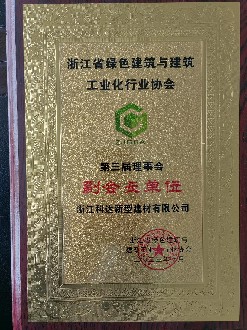 浙江省绿色建筑与建筑
工业化行业协会
第三届理事会
副会长单位
浙江科达新型建材有限公司